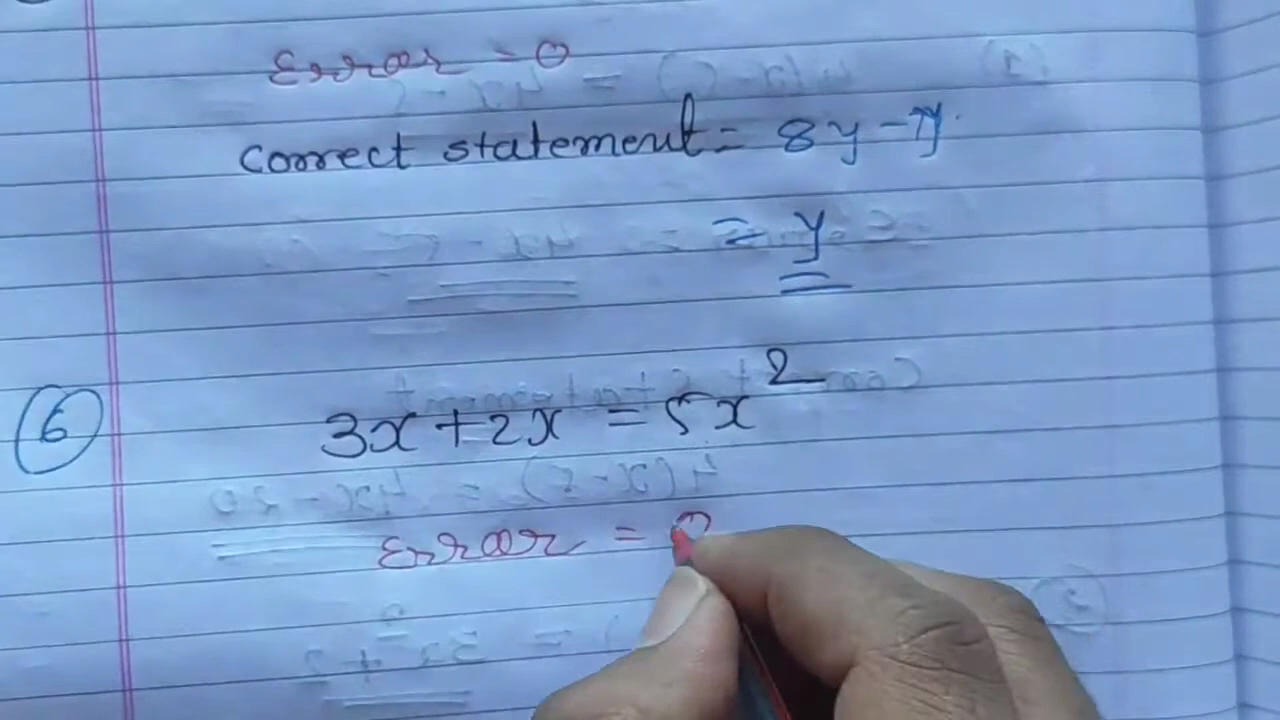 Error = 0
correct statement = 8y - 7y
= y
6 3x + 2x = 5x²
Error =